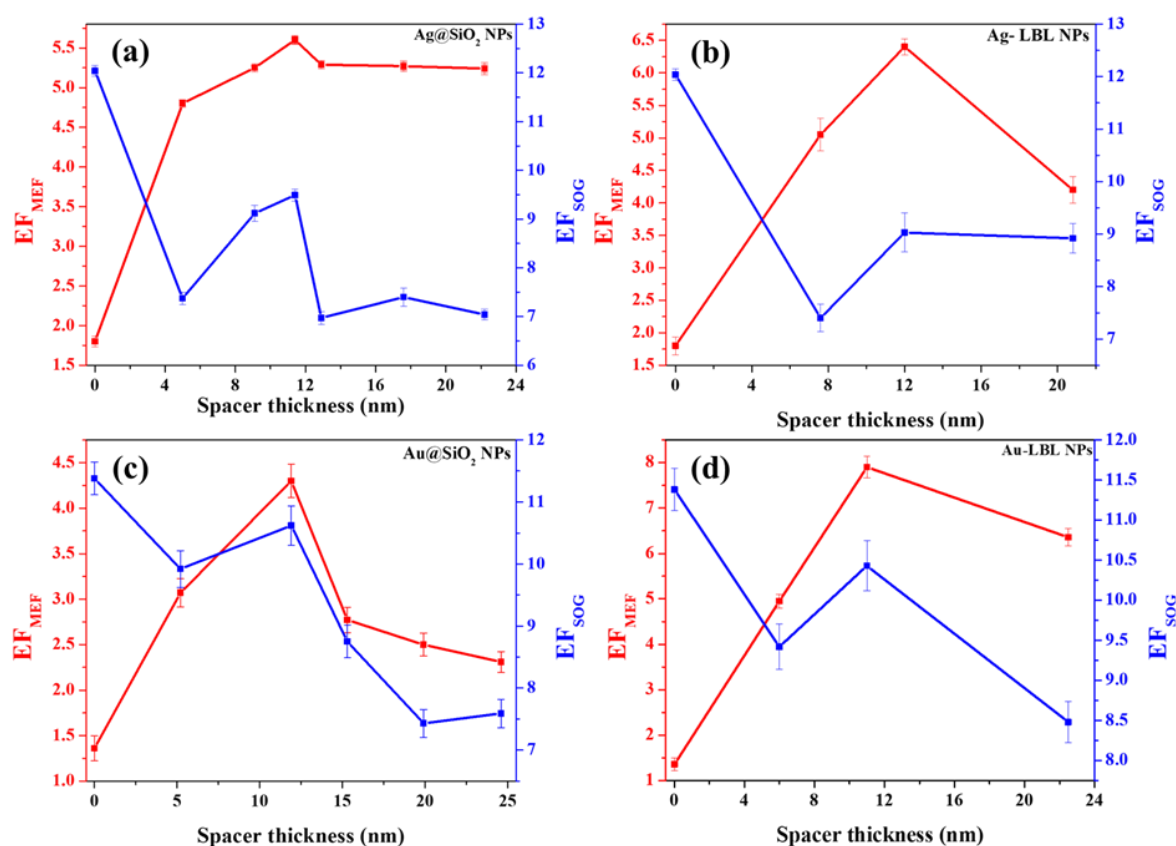 (a)
Ag@SiO₂ NPs
EF_MEF
5.5
5.0
4.5
4.0
3.5
3.0
2.5
2.0
1.5
13
12
11
10
9
8
7
6
EF_SOG
0 4 8 12 16 20 24
Spacer thickness (nm)
(b)
Ag- LBL NPs
EF_MEF
6.5
6.0
5.5
5.0
4.5
4.0
3.5
3.0
2.5
2.0
1.5
13
12
11
10
9
8
7
EF_SOG
0 4 8 12 16 20
Spacer thickness (nm)
(c)
Au@SiO₂ NPs
EF_MEF
4.5
4.0
3.5
3.0
2.5
2.0
1.5
1.0
12
11
10
9
8
7
EF_SOG
0 5 10 15 20 25
Spacer thickness (nm)
(d)
Au-LBL NPs
EF_MEF
8
7
6
5
4
3
2
1
12.0
11.5
11.0
10.5
10.0
9.5
9.0
8.5
8.0
EF_SOG
0 4 8 12 16 20 24
Spacer thickness (nm)